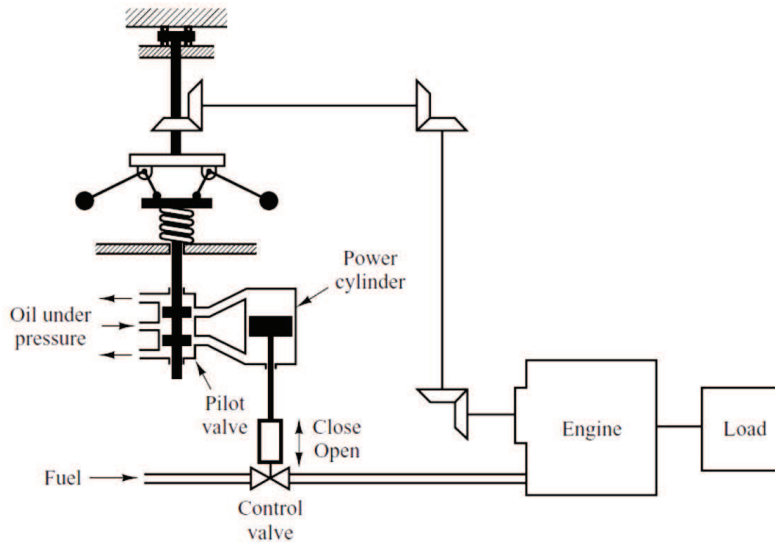 Power
cylinder
Oil under
pressure
Pilot
valve
Close
Open
Engine
Load
Fuel
Control
valve